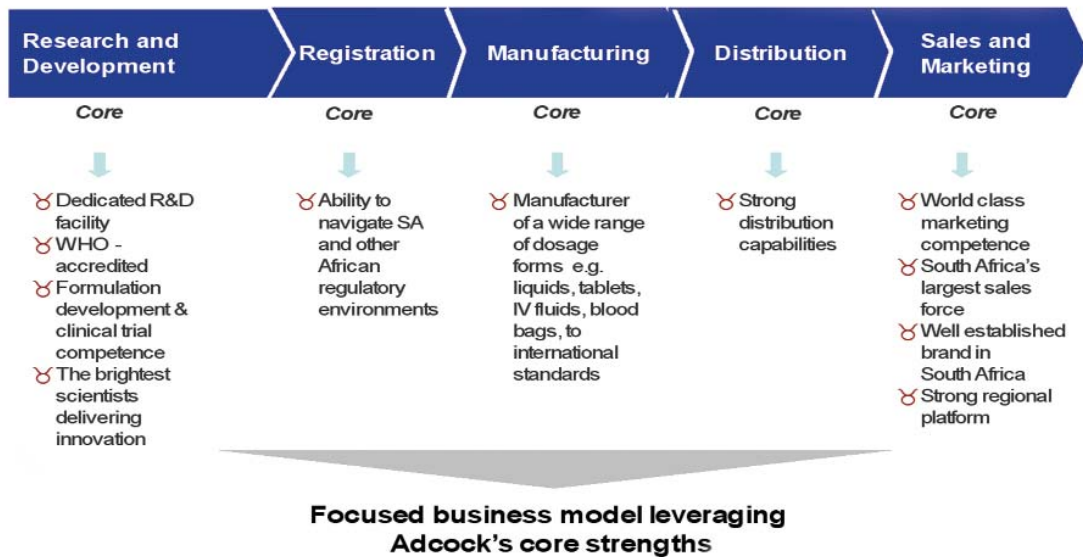 Research and
Development
Registration
Manufacturing
Distribution
Sales and
Marketing
Core
Core
Core
Core
Core
Dedicated R&D
facility
WHO -
accredited
Formulation
development &
clinical trial
competence
The brightest
scientists
delivering
innovation
Ability to
navigate SA
and other
African
regulatory
environments
Manufacturer
of a wide range
of dosage
forms e.g.
liquids, tablets,
IV fluids, blood
bags, to
international
standards
Strong
distribution
capabilities
World class
marketing
competence
South Africa's
largest sales
force
Well established
brand in
South Africa
Strong regional
platform
Focused business model leveraging
Adcock's core strengths